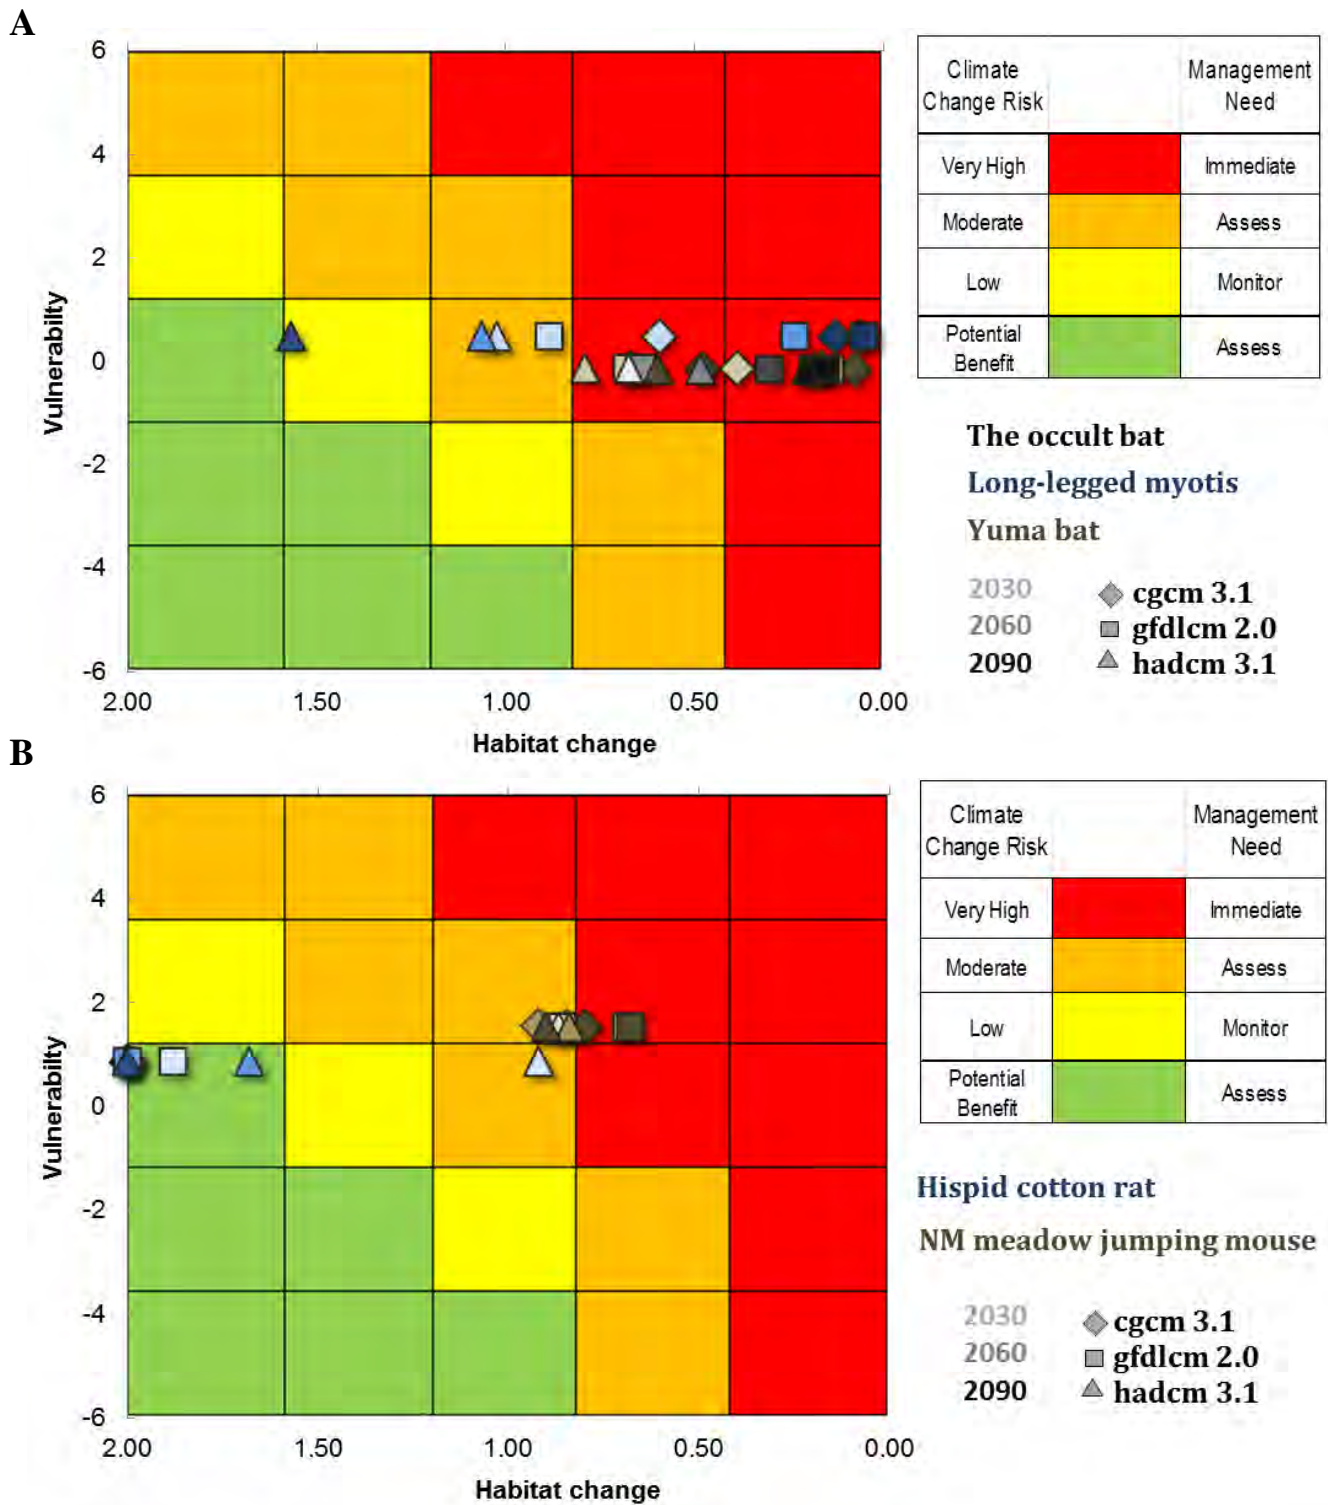 A
6
4
2
0
-2
-4
-6
Vulnerabilty
2.00 1.50 1.00 0.50 0.00
Habitat change
Climate Change Risk Management Need
Very High Immediate
Moderate Assess
Low Monitor
Potential Benefit Assess
The occult bat
Long-legged myotis
Yuma bat
2030 cgcm 3.1
2060 gfdlcm 2.0
2090 hadcm 3.1
B
6
4
2
0
-2
-4
-6
Vulnerabilty
2.00 1.50 1.00 0.50 0.00
Habitat change
Climate Change Risk Management Need
Very High Immediate
Moderate Assess
Low Monitor
Potential Benefit Assess
Hispid cotton rat
NM meadow jumping mouse
2030 cgcm 3.1
2060 gfdlcm 2.0
2090 hadcm 3.1